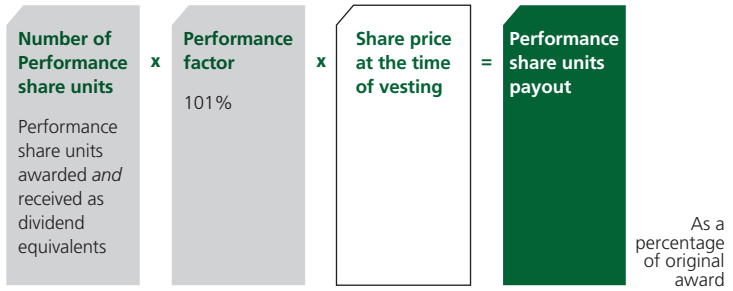 Number of
Performance
share units
Performance
share units
awarded and
received as
dividend
equivalents
x
Performance
factor
101%
x
Share price
at the time
of vesting
=
Performance
share units
payout
As a
percentage
of original
award